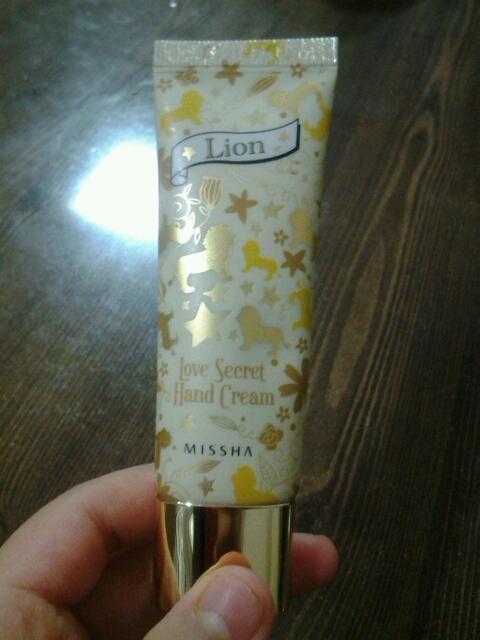 Lion
Love Secret
Hand Cream
MISSHA